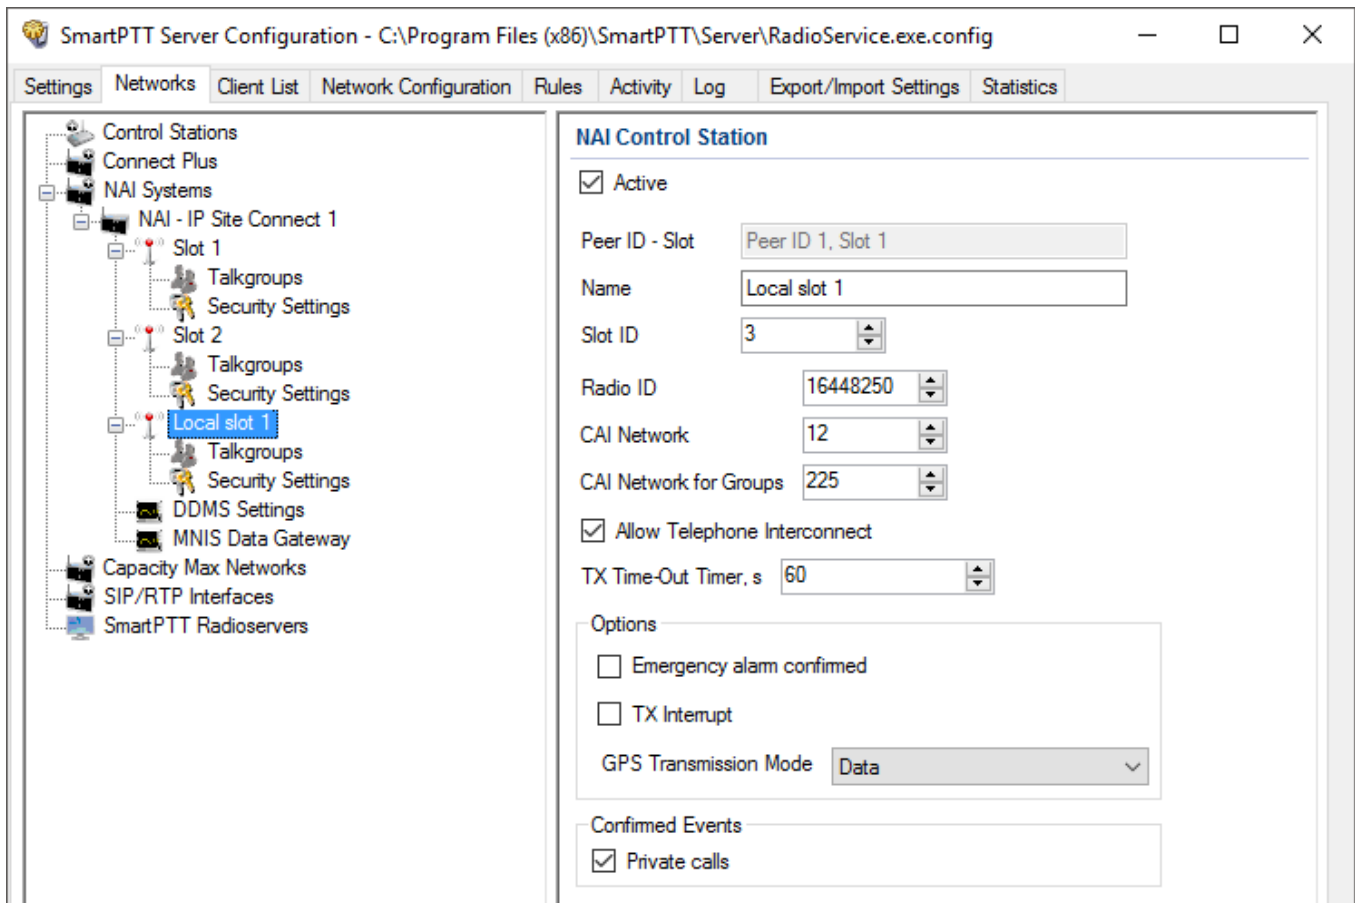 SmartPTT Server Configuration - C:\Program Files (x86)\SmartPTT\Server\RadioService.exe.config
Settings Networks Client List Network Configuration Rules Activity Log Export/Import Settings Statistics
Control Stations
Connect Plus
NAI Systems
NAI - IP Site Connect 1
Slot 1
Talkgroups
Security Settings
Slot 2
Talkgroups
Security Settings
Local slot 1
Talkgroups
Security Settings
DDMS Settings
MNIS Data Gateway
Capacity Max Networks
SIP/RTP Interfaces
SmartPTT Radioservers
NAI Control Station
Active
Peer ID - Slot Peer ID 1, Slot 1
Name Local slot 1
Slot ID 3
Radio ID 16448250
CAI Network 12
CAI Network for Groups 225
Allow Telephone Interconnect
TX Time-Out Timer, s 60
Options
Emergency alarm confirmed
TX Interrupt
GPS Transmission Mode Data
Confirmed Events
Private calls